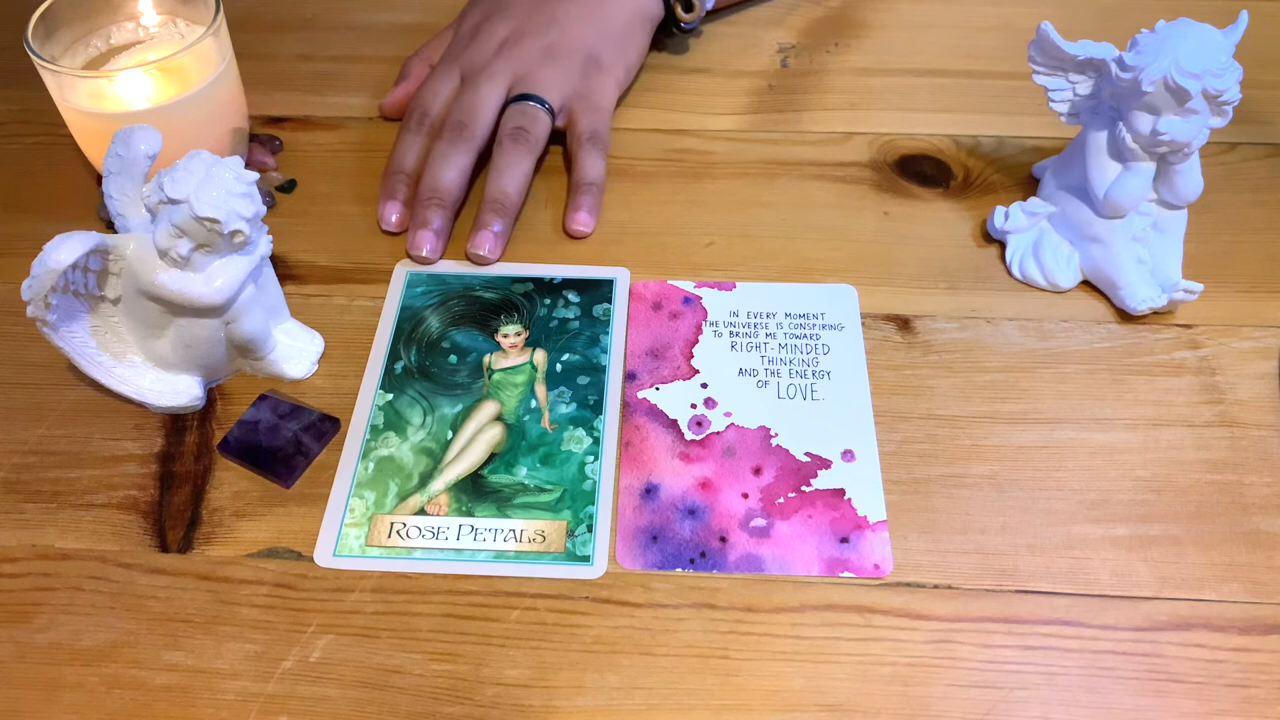 ROSE PETALS
IN EVERY MOMENT
THE UNIVERSE IS CONSPIRING
TO BRING ME TOWARD
RIGHT-MINDED
THINKING
AND THE ENERGY
OF LOVE.